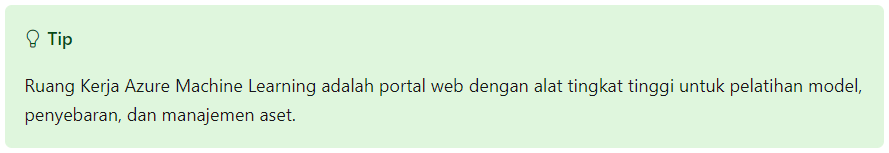 Tip
Ruang Kerja Azure Machine Learning adalah portal web dengan alat tingkat tinggi untuk pelatihan model,
penyebaran, dan manajemen aset.